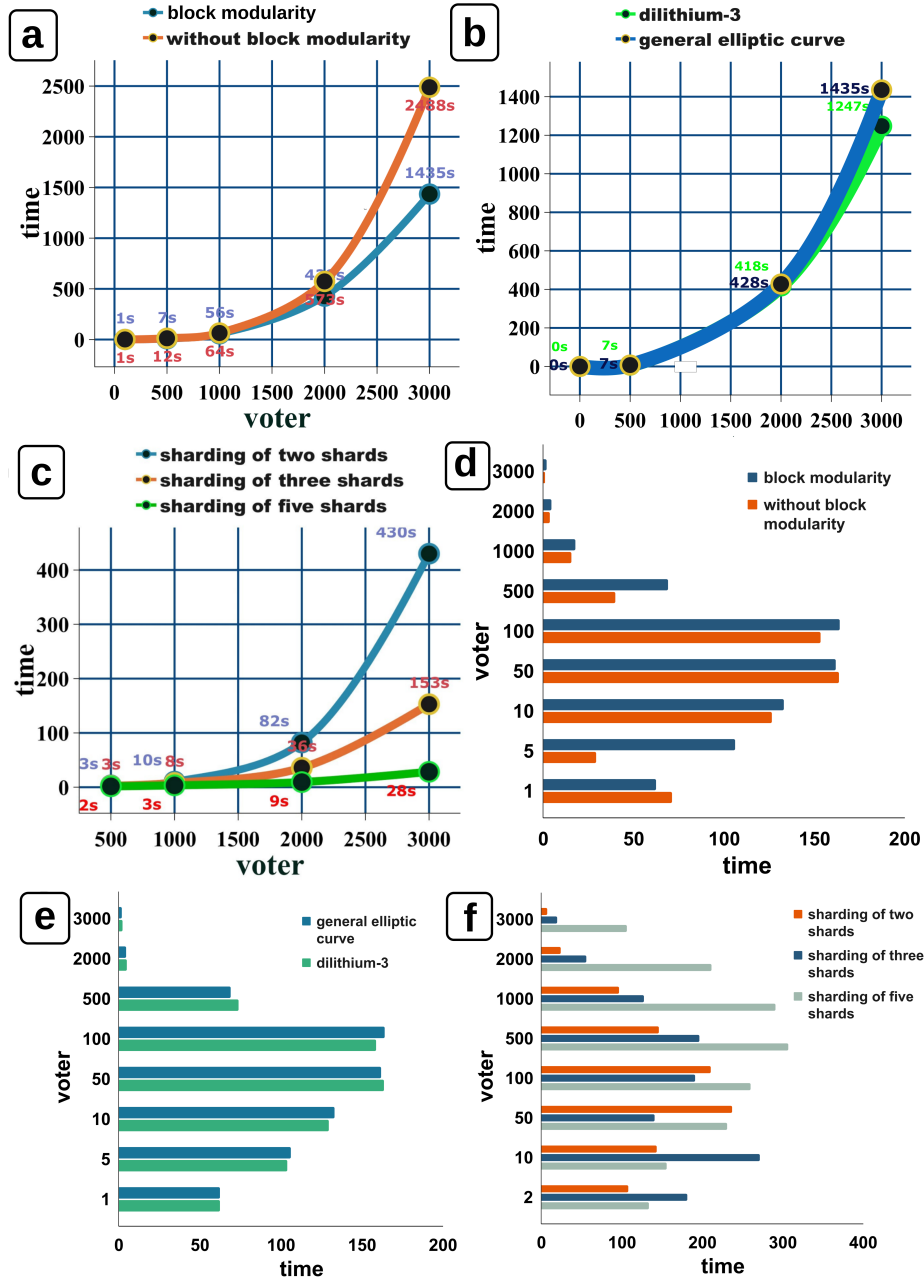 a
block modularity
without block modularity
2500
2000
1500
1000
500
0
time
2488s
1435s
573s
1s
7s
56s
1s
12s
64s
0
500
1000
2000
2500
3000
voter
b
dilithium-3
general elliptic curve
1400
1200
1000
800
600
400
200
0
time
1435s
1247s
418s
428s
0s
7s
0s
7s
0
500
1000
1500
2000
3000
c
sharding of two shards
sharding of three shards
sharding of five shards
400
300
200
100
0
time
430s
153s
82s
36s
3s
3s
10s
8s
2s
3s
9s
28s
500
1000
1500
2000
2500
3000
voter
d
block modularity
without block
modularity
3000
2000
1000
500
100
50
10
5
1
voter
0
50
100
150
200
time
e
general elliptic
curve
dilithium-3
3000
2000
500
100
50
10
5
1
voter
0
50
100
150
200
time
f
sharding of two
shards
sharding of three
shards
sharding of five
shards
3000
2000
1000
500
100
50
10
2
voter
0
100
200
300
400
time